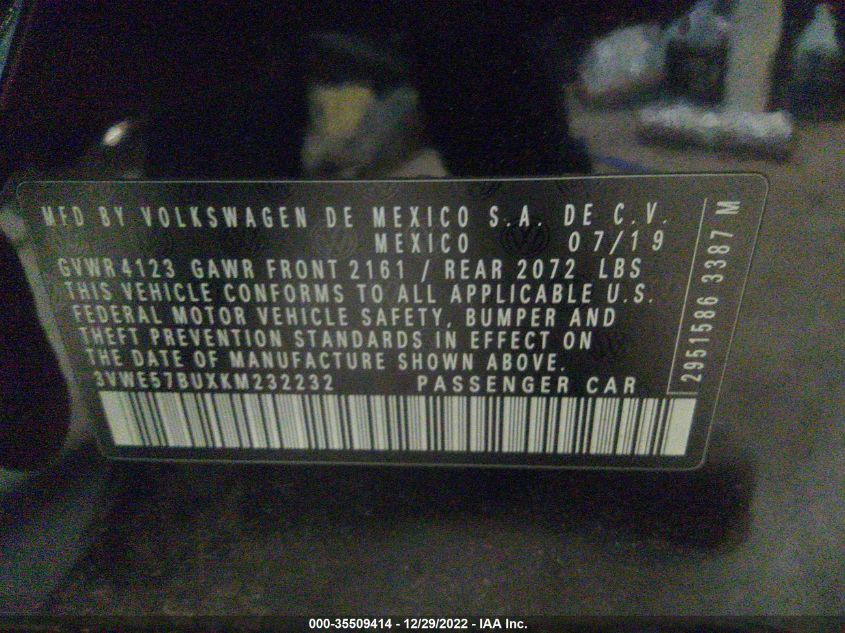 MFD BY VOLKSWAGEN DE MEXICO S.A. DE C.V.
MEXICO 07/19
GVWR 4123 GAWR FRONT 2161 / REAR 2072 LBS
THIS VEHICLE CONFORMS TO ALL APPLICABLE U.S.
FEDERAL MOTOR VEHICLE SAFETY, BUMPER AND
THEFT PREVENTION STANDARDS IN EFFECT ON
THE DATE OF MANUFACTURE SHOWN ABOVE.
3VWE57BUXKM232232 PASSENGER CAR
2951586 3387 M
000-35509414 - 12/29/2022 - IAA Inc.